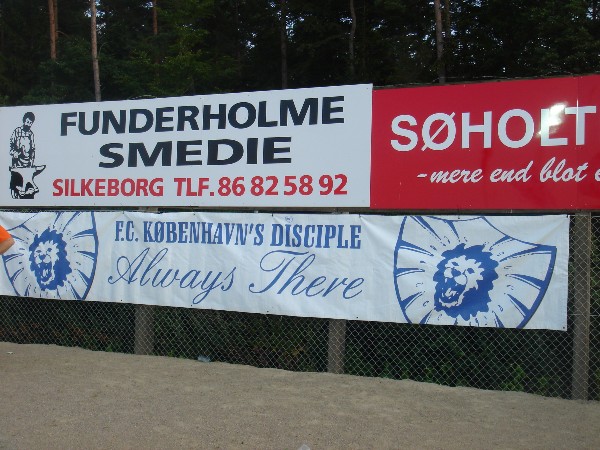 FUNDERHOLME
SMEDIE
SILKEBORG TLF. 86 82 58 92
SØHOLT
-mere end blot
F.C. KØBENHAVN'S DISCIPLE
Always There